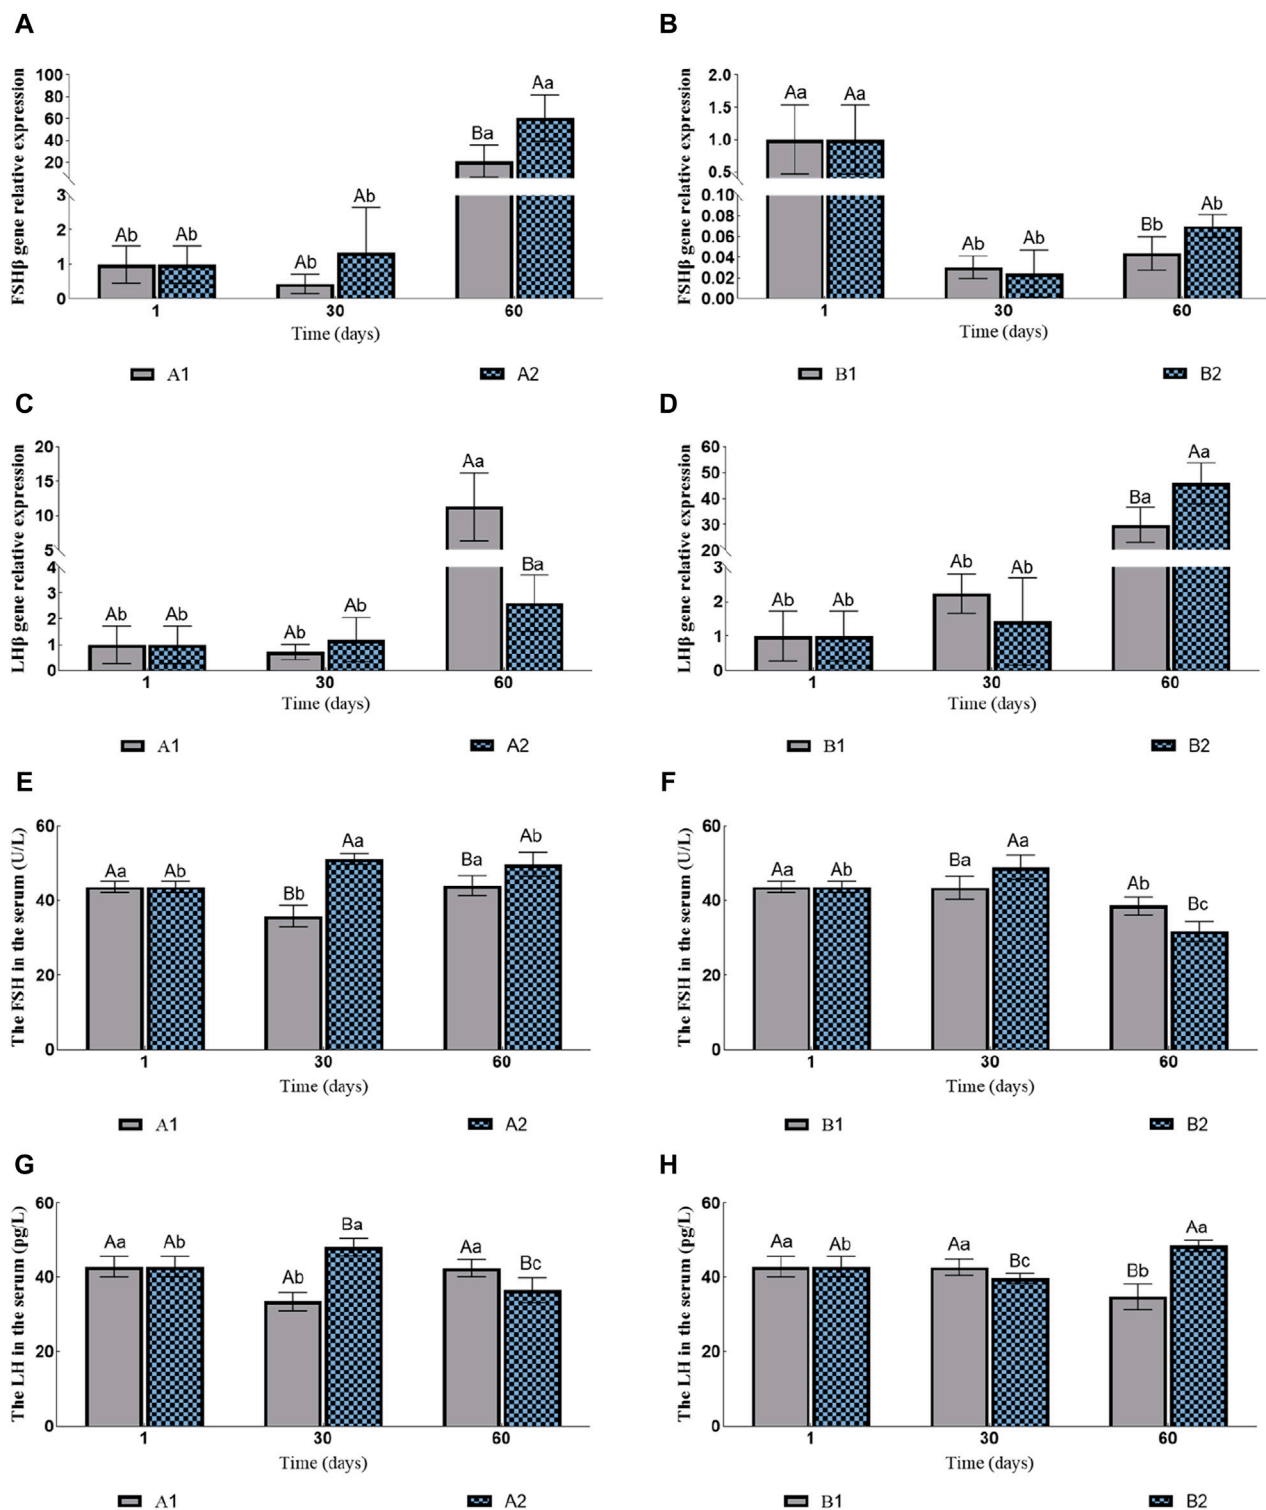 A
FSHβ gene relative expression
100
80
60
40
20
3
2
1
0
Ab
Ab
Ab
Ab
Ba
Aa
1
30
60
Time (days)
A1
A2
B
FSHβ gene relative expression
2.0
1.5
1.0
0.5
0.10
0.08
0.06
0.04
0.02
0.00
Aa
Aa
Ab
Ab
Bb
Ab
1
30
60
Time (days)
B1
B2
C
LHβ gene relative expression
20
15
10
5
4
3
2
1
0
Ab
Ab
Ab
Ab
Aa
Ba
1
30
60
Time (days)
A1
A2
D
LHβ gene relative expression
60
50
40
30
20
3
2
1
0
Ab
Ab
Ab
Ab
Ba
Aa
1
30
60
Time (days)
B1
B2
E
The FSH in the serum (U/L)
60
40
20
0
Aa
Ab
Bb
Aa
Ba
Ab
1
30
60
Time (days)
A1
A2
F
The FSH in the serum (U/L)
60
40
20
0
Aa
Ab
Ba
Aa
Ab
Bc
1
30
60
Time (days)
B1
B2
G
The LH in the serum (pg/L)
60
40
20
0
Aa
Ab
Ab
Ba
Aa
Bc
1
30
60
Time (days)
A1
A2
H
The LH in the serum (pg/L)
60
40
20
0
Aa
Ab
Aa
Bc
Bb
Aa
1
30
60
Time (days)
B1
B2